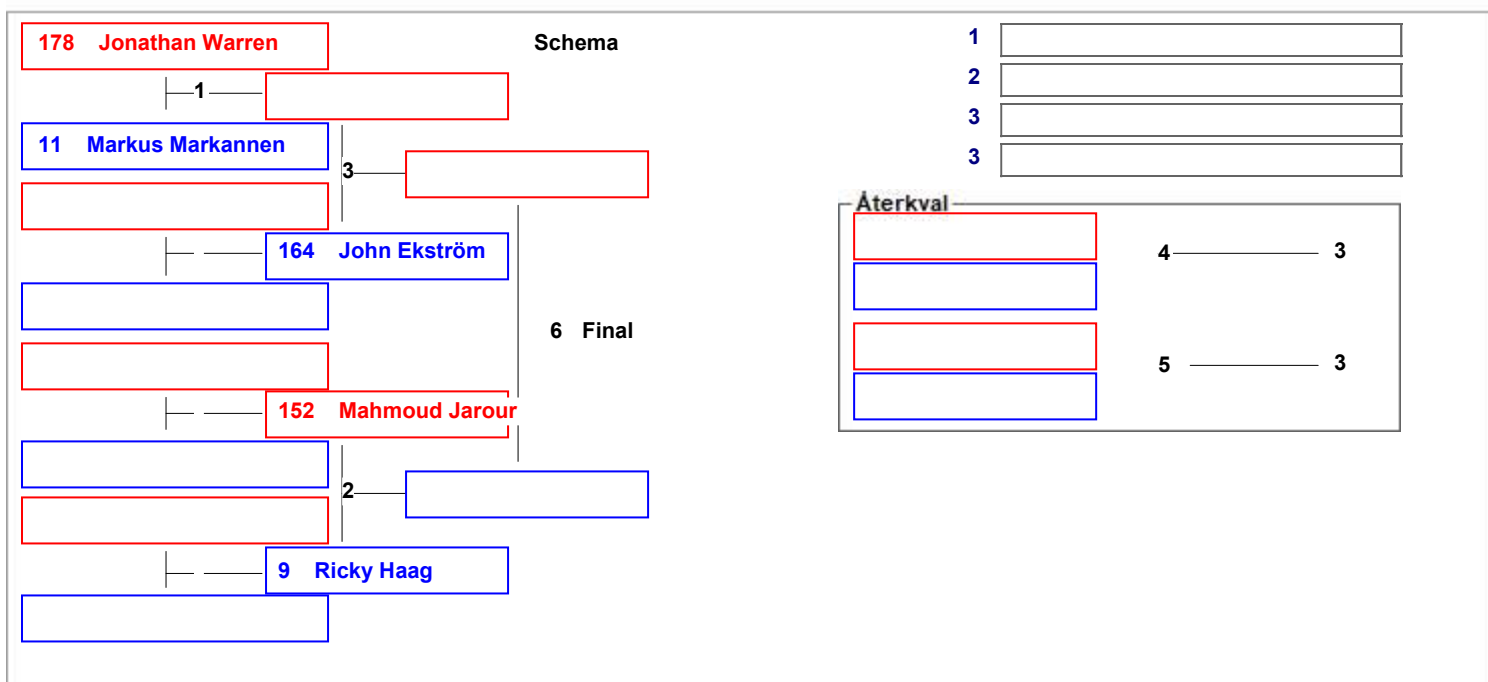 178 Jonathan Warren
Schema
1
1
2
11 Markus Markannen
3
3
3
Återkval
164 John Ekström
4 3
6 Final
5 3
152 Mahmoud Jarour
2
9 Ricky Haag